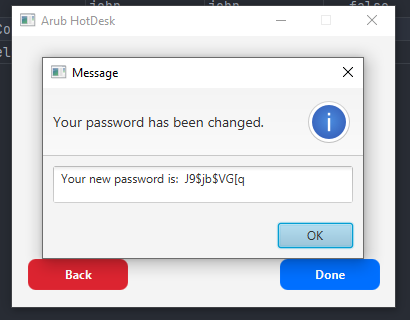 john john false
Co
Arub HotDesk
el
Message
Your password has been changed.
Your new password is: J9$jb$VG[q
OK
Back
Done